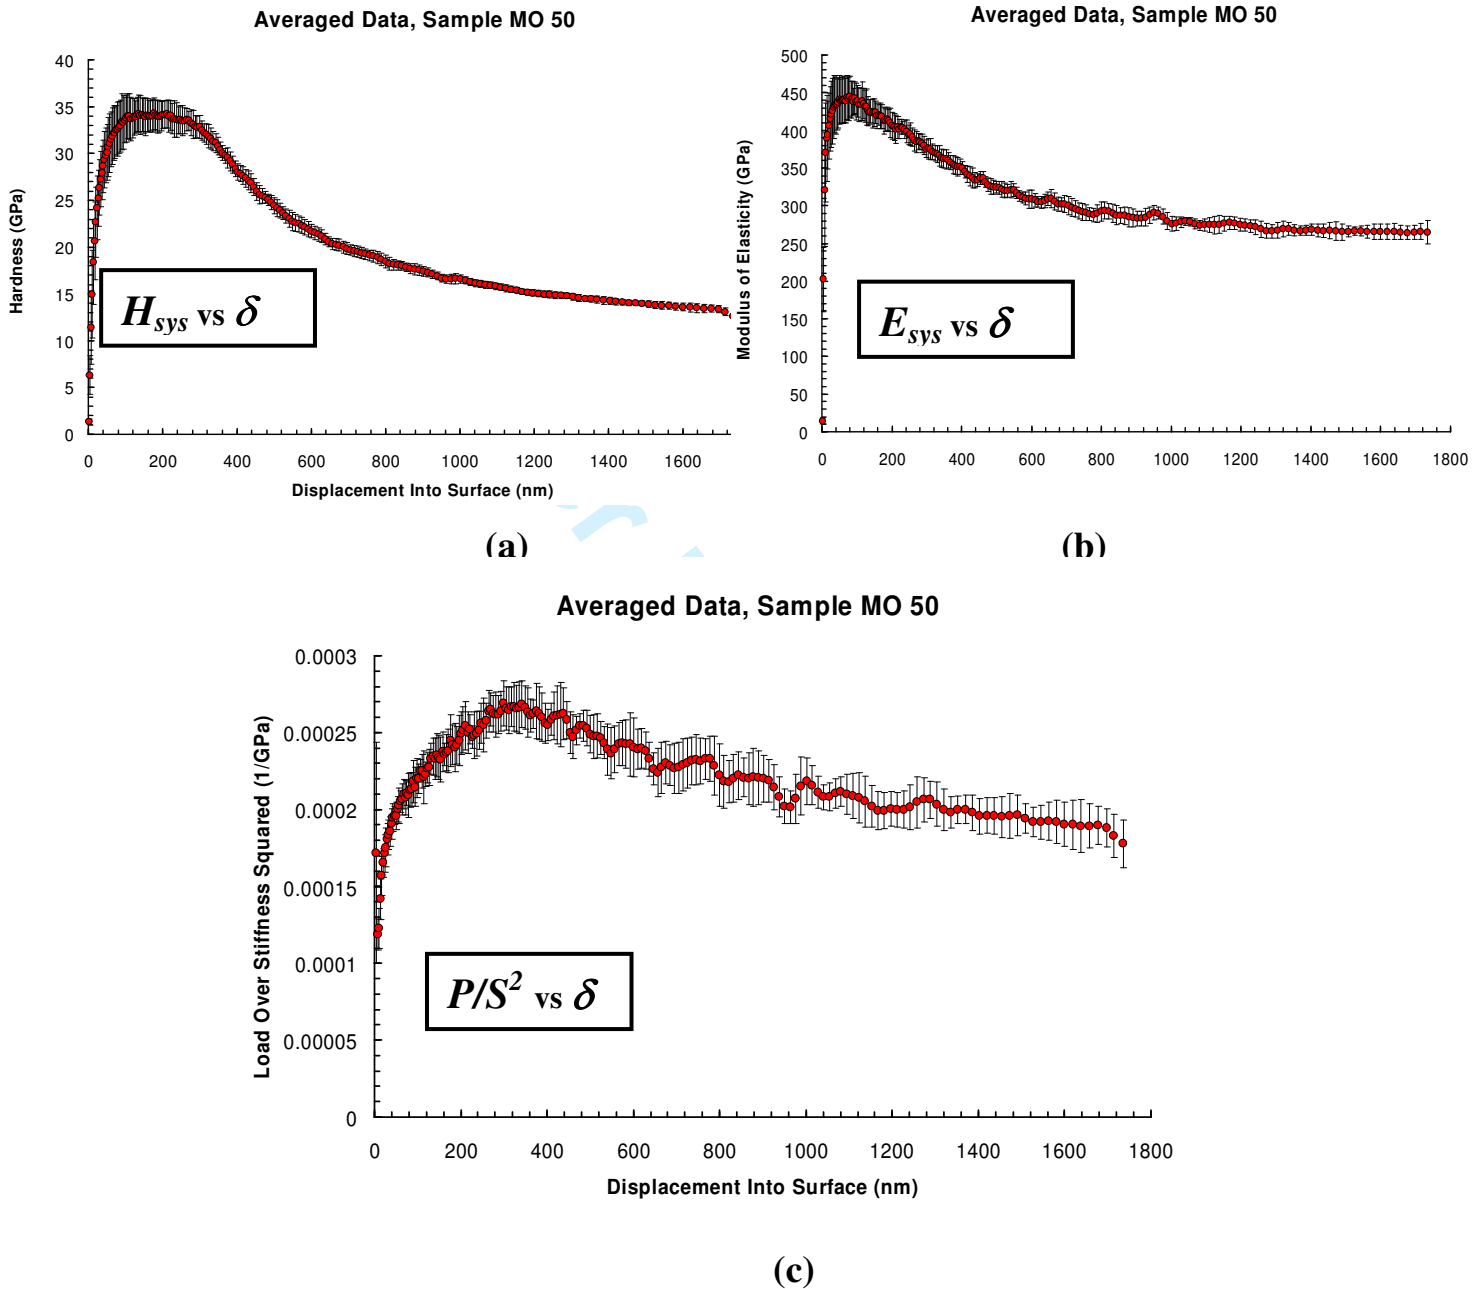 Averaged Data, Sample MO 50
Hardness (GPa)
40
35
30
25
20
15
10
5
0
0 200 400 600 800 1000 1200 1400 1600
Displacement Into Surface (nm)
H_sys vs δ
(a)
Averaged Data, Sample MO 50
Modulus of Elasticity (GPa)
500
450
400
350
300
250
200
150
100
50
0
0 200 400 600 800 1000 1200 1400 1600 1800
E_sys vs δ
(b)
Averaged Data, Sample MO 50
Load Over Stiffness Squared (1/GPa)
0.0003
0.00025
0.0002
0.00015
0.0001
0.00005
0
0 200 400 600 800 1000 1200 1400 1600 1800
Displacement Into Surface (nm)
P/S² vs δ
(c)